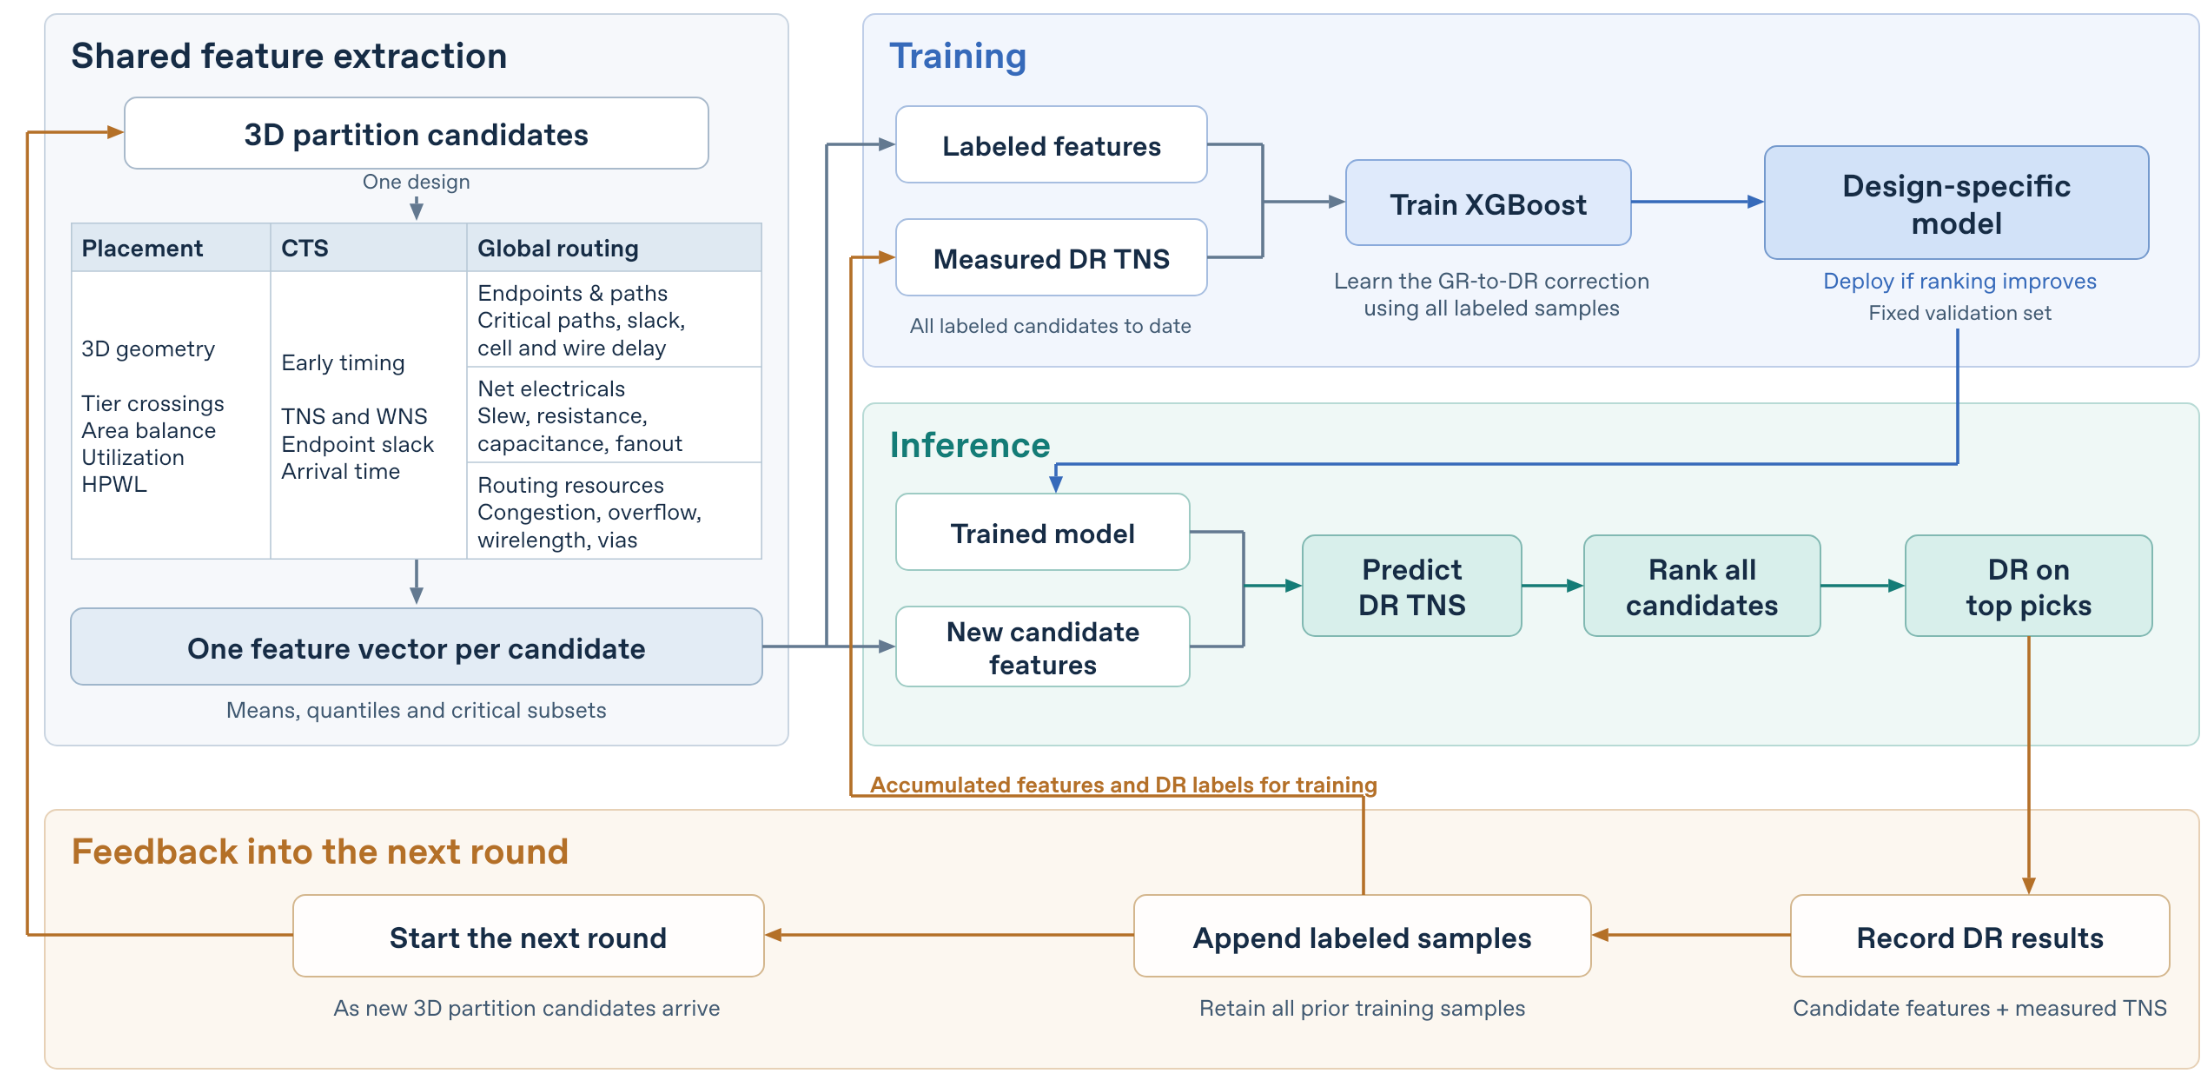 Shared feature extraction
3D partition candidates
One design
Placement
CTS
Global routing
3D geometry
Tier crossings
Area balance
Utilization
HPWL
Early timing
TNS and WNS
Endpoint slack
Arrival time
Endpoints & paths
Critical paths, slack,
cell and wire delay
Net electricals
Slew, resistance,
capacitance, fanout
Routing resources
Congestion, overflow,
wirelength, vias
One feature vector per candidate
Means, quantiles and critical subsets
Training
Labeled features
Measured DR TNS
All labeled candidates to date
Train XGBoost
Learn the GR-to-DR correction
using all labeled samples
Design-specific
model
Deploy if ranking improves
Fixed validation set
Inference
Trained model
New candidate
features
Predict
DR TNS
Rank all
candidates
DR on
top picks
Accumulated features and DR labels for training
Feedback into the next round
Start the next round
As new 3D partition candidates arrive
Append labeled samples
Retain all prior training samples
Record DR results
Candidate features + measured TNS